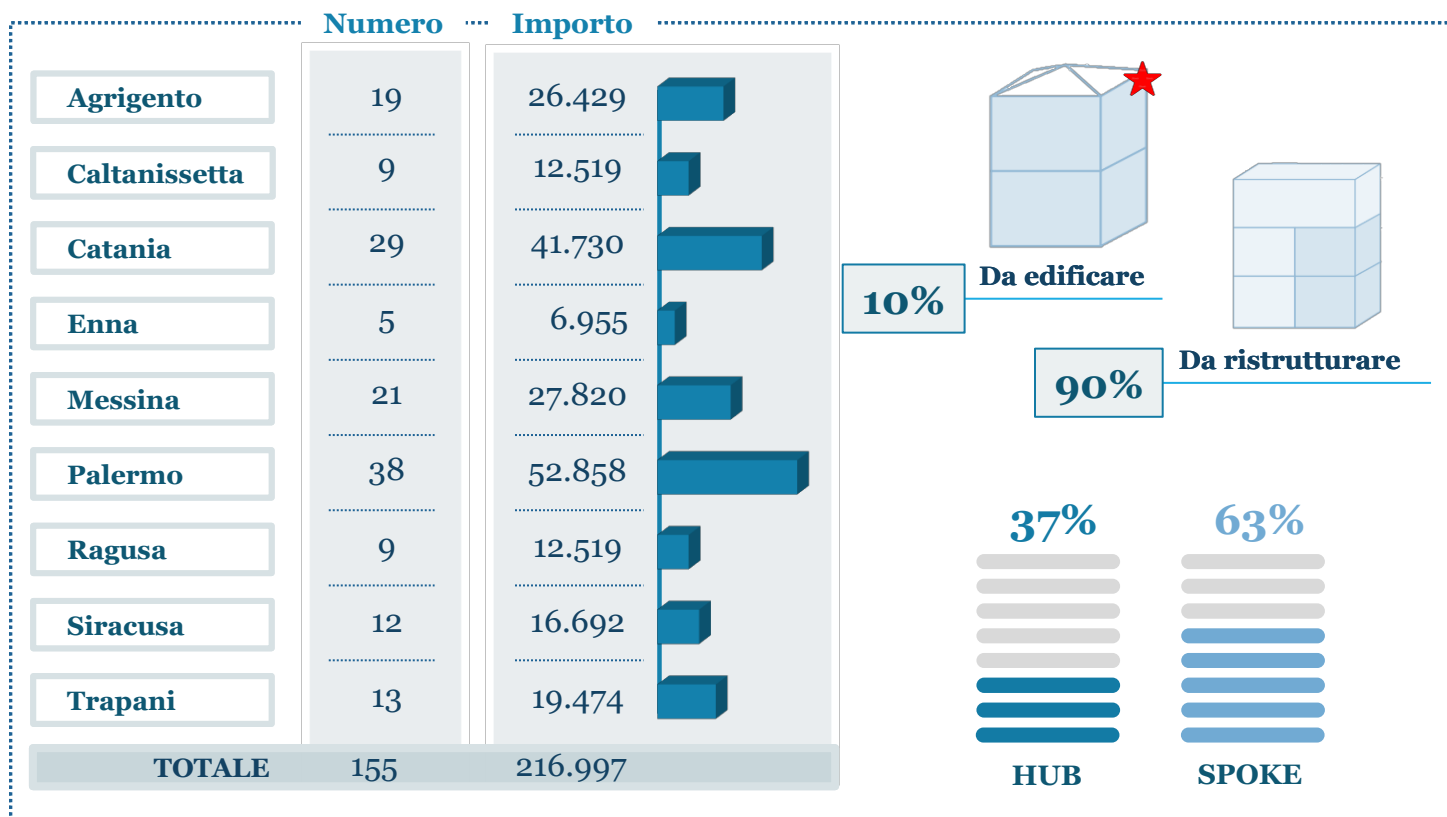 Numero Importo
Agrigento 19 26.429
Caltanissetta 9 12.519
Catania 29 41.730
Enna 5 6.955
Messina 21 27.820
Palermo 38 52.858
Ragusa 9 12.519
Siracusa 12 16.692
Trapani 13 19.474
TOTALE 155 216.997
10% Da edificare
90% Da ristrutturare
37% 63%
HUB SPOKE